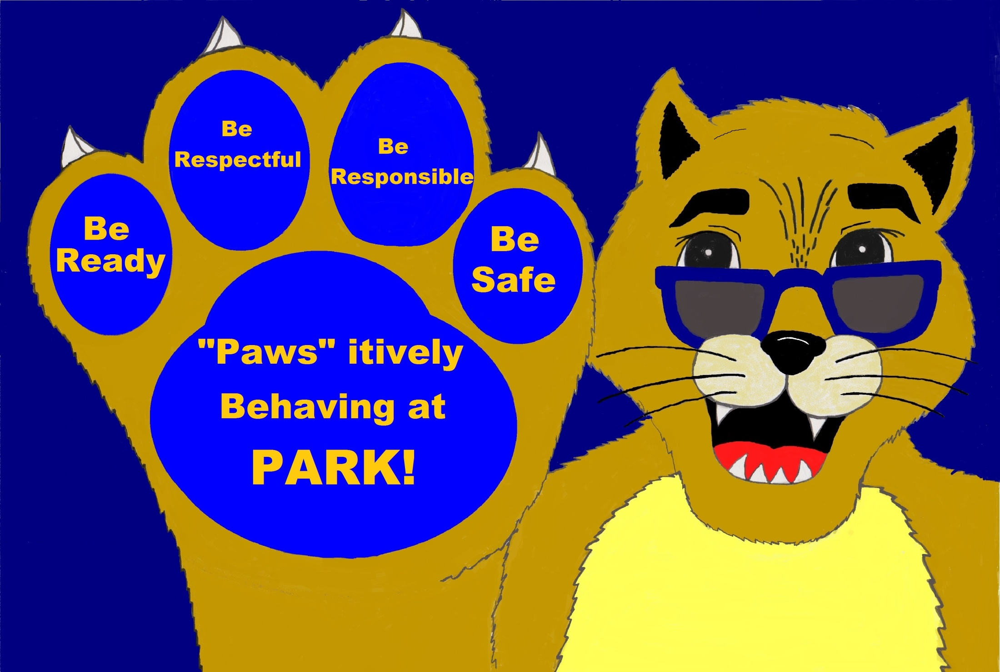 Be
Ready
Be
Respectful
Be
Responsible
Be
Safe
"Paws" itively
Behaving at
PARK!